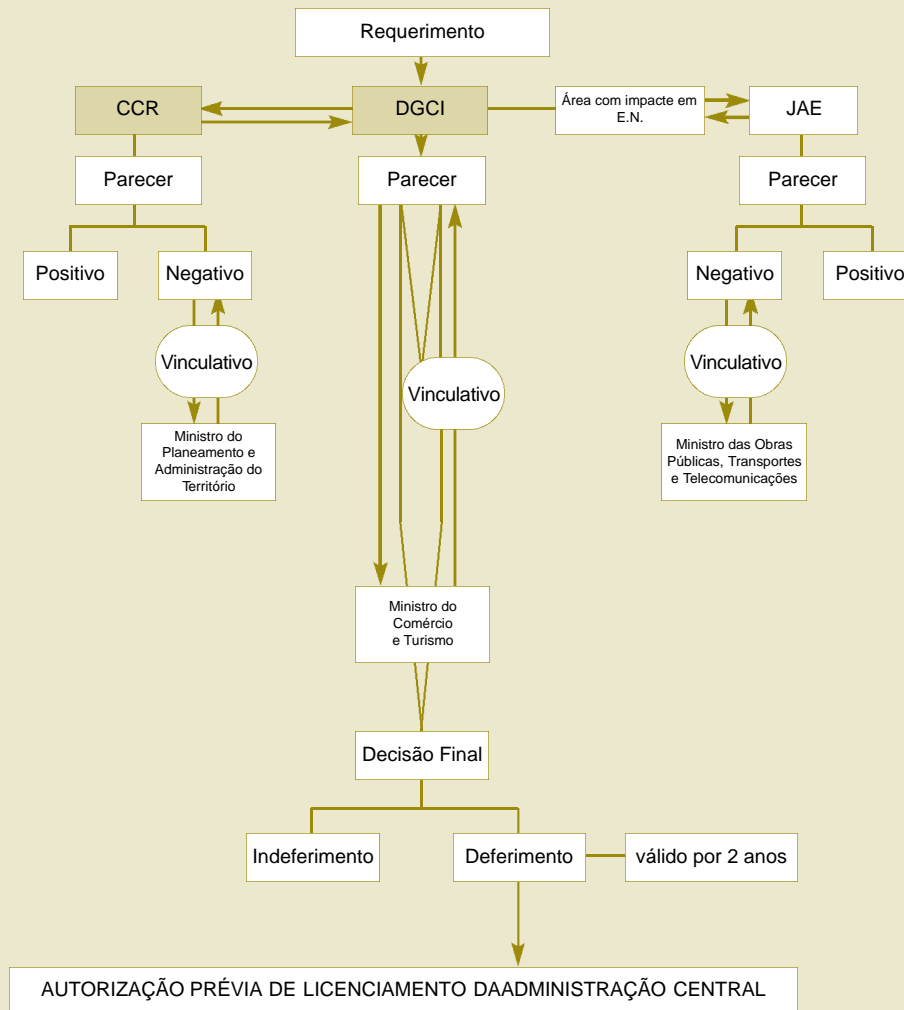 Requerimento
CCR
DGCI
Área com impacte em
E.N.
JAE
Parecer
Parecer
Parecer
Positivo
Negativo
Negativo
Positivo
Vinculativo
Vinculativo
Vinculativo
Ministro do
Planeamento e
Administração do
Território
Ministro das Obras
Públicas, Transportes
e Telecomunicações
Ministro do
Comércio
e Turismo
Decisão Final
Indeferimento
Deferimento
válido por 2 anos
AUTORIZAÇÃO PRÉVIA DE LICENCIAMENTO DAADMINISTRAÇÃO CENTRAL